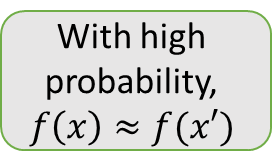 With high
probability,
𝑓(𝑥) ≈ 𝑓(𝑥′)